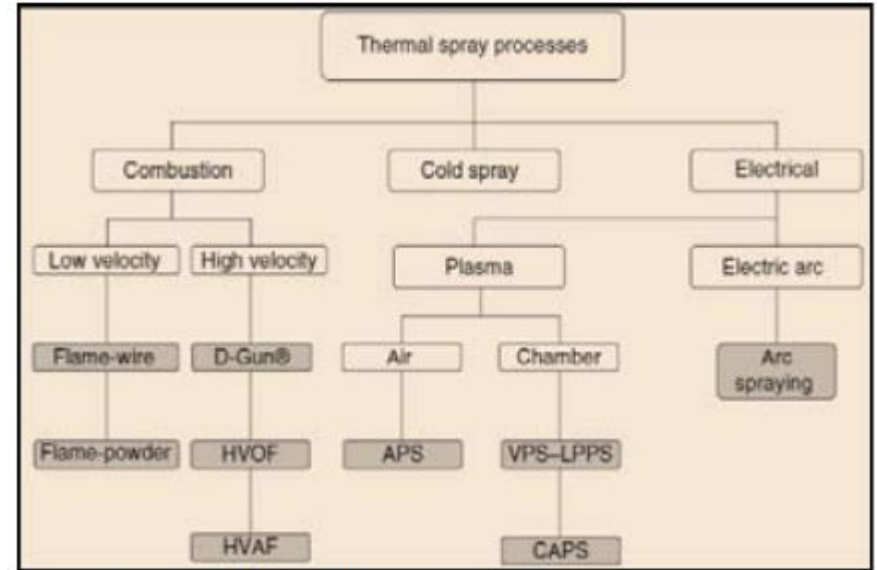 Thermal spray processes
Combustion
Cold spray
Electrical
Low velocity
High velocity
Plasma
Electric arc
Flame-wire
D-Gun®
Air
Chamber
Arc
spraying
Flame-powder
HVOF
APS
VPS–LPPS
HVAF
CAPS